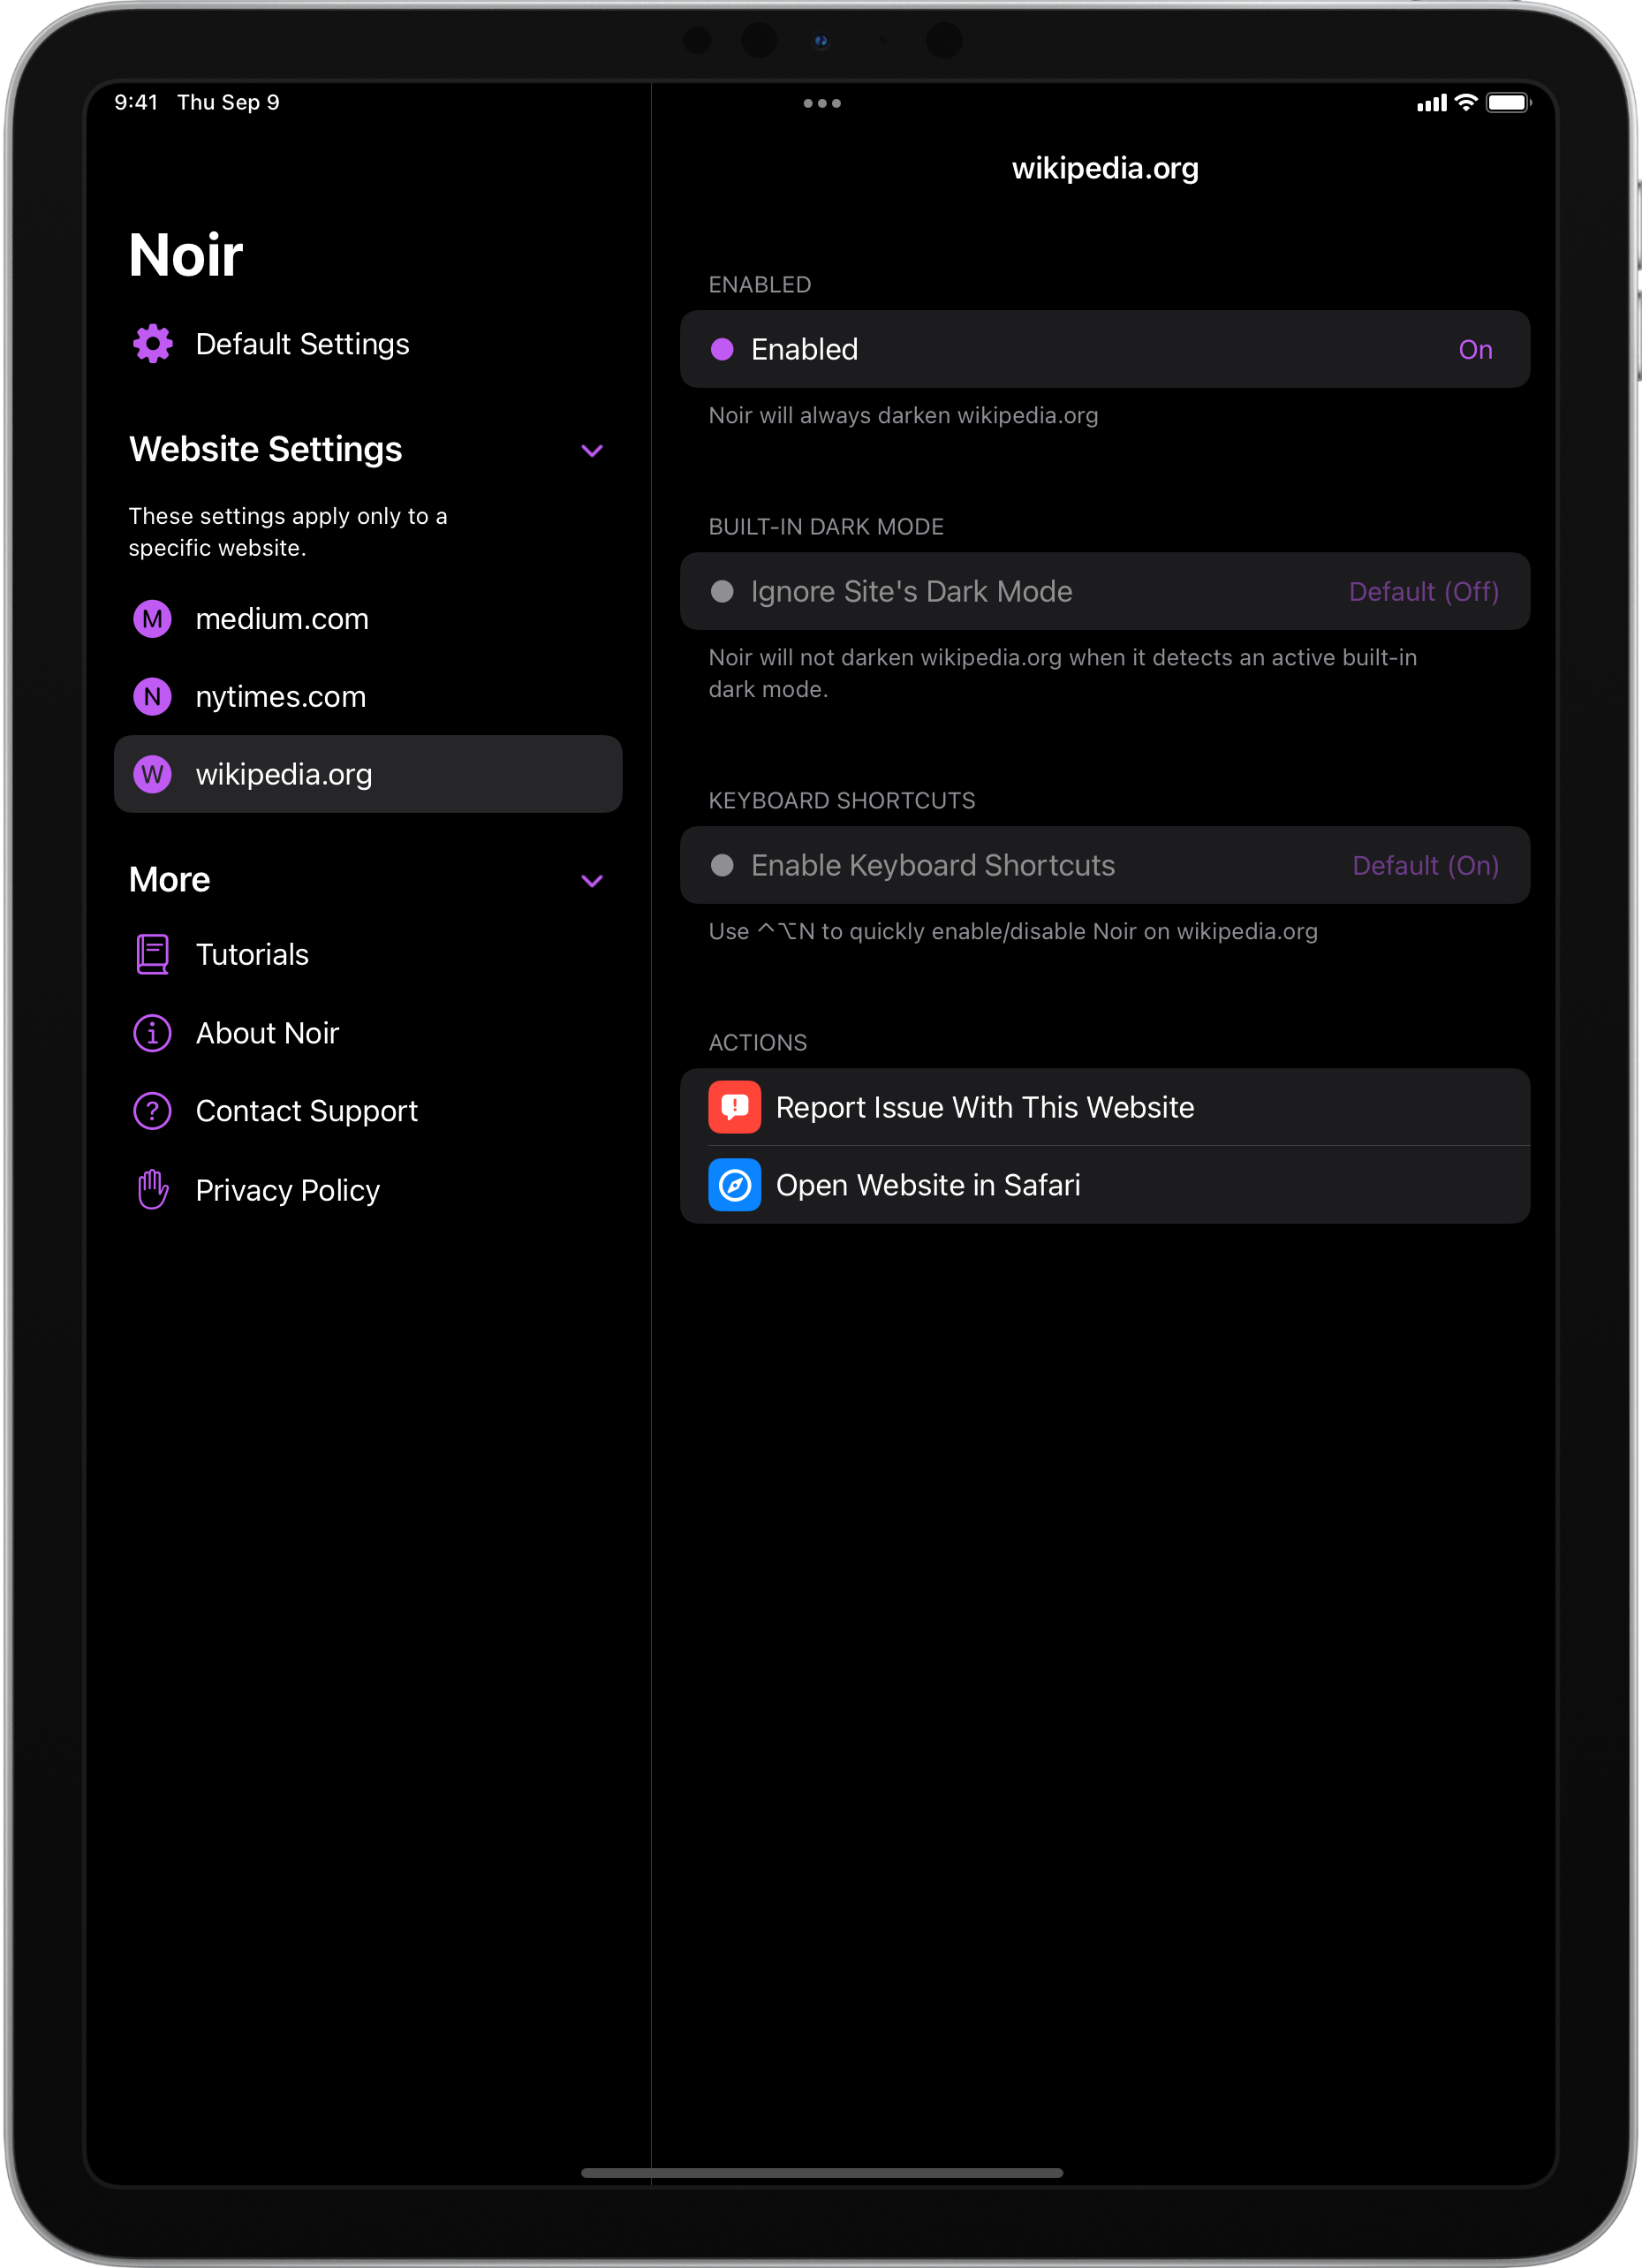 9:41 Thu Sep 9
Noir
Default Settings
Website Settings
These settings apply only to a
specific website.
M medium.com
N nytimes.com
W wikipedia.org
More
Tutorials
About Noir
Contact Support
Privacy Policy
wikipedia.org
ENABLED
Enabled On
Noir will always darken wikipedia.org
BUILT-IN DARK MODE
Ignore Site's Dark Mode Default (Off)
Noir will not darken wikipedia.org when it detects an active built-in
dark mode.
KEYBOARD SHORTCUTS
Enable Keyboard Shortcuts Default (On)
Use ⌃⌥N to quickly enable/disable Noir on wikipedia.org
ACTIONS
Report Issue With This Website
Open Website in Safari